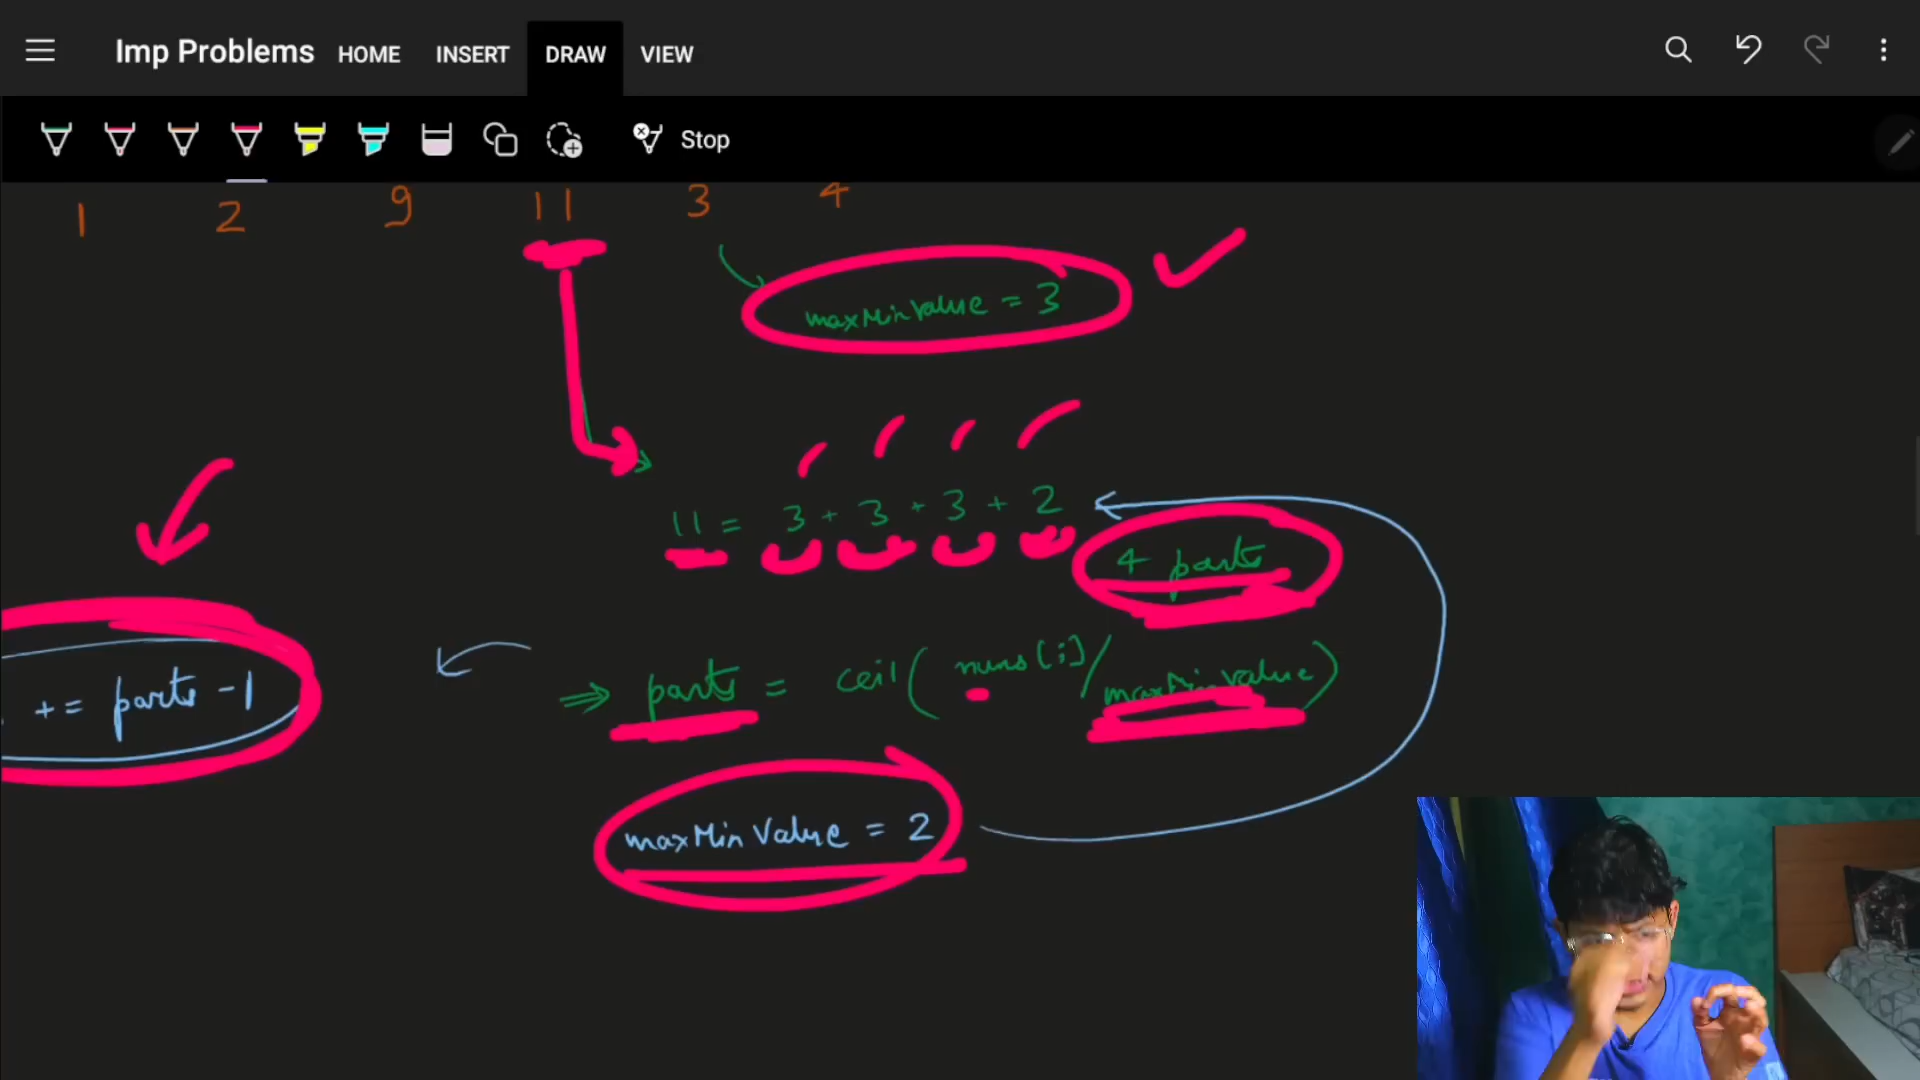 Imp Problems HOME INSERT DRAW VIEW
Stop
1 2 9 11 3 4
maxMinValue = 3
11 = 3 + 3 + 3 + 2
4 parts
+= parts -1
⇒ parts = ceil( nums[i]/maxMinValue)
maxMinValue = 2